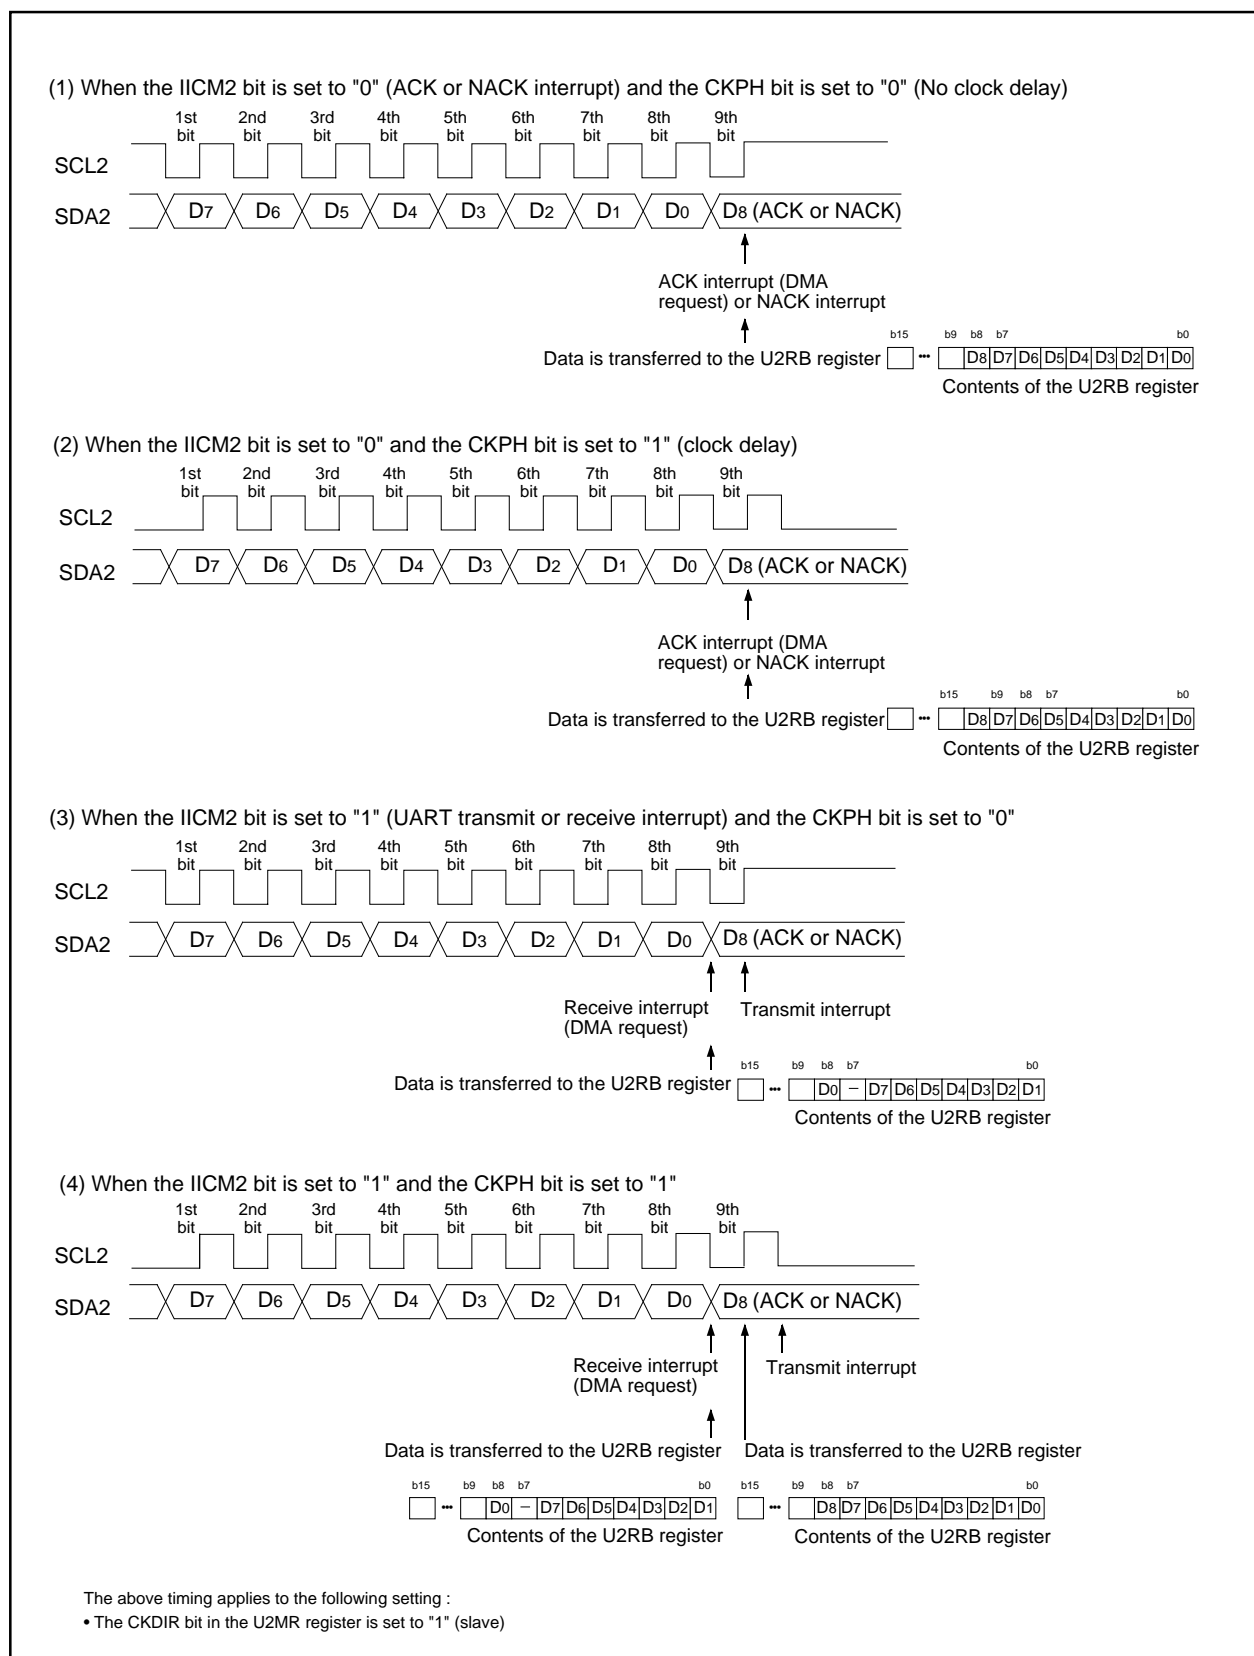 (1) When the IICM2 bit is set to "0" (ACK or NACK interrupt) and the CKPH bit is set to "0" (No clock delay)
1st 2nd 3rd 4th 5th 6th 7th 8th 9th
bit bit bit bit bit bit bit bit bit
SCL2
SDA2 D7 D6 D5 D4 D3 D2 D1 D0 D8 (ACK or NACK)
ACK interrupt (DMA
request) or NACK interrupt
b15 b9 b8 b7 b0
Data is transferred to the U2RB register ••• D8 D7 D6 D5 D4 D3 D2 D1 D0
Contents of the U2RB register
(2) When the IICM2 bit is set to "0" and the CKPH bit is set to "1" (clock delay)
1st 2nd 3rd 4th 5th 6th 7th 8th 9th
bit bit bit bit bit bit bit bit bit
SCL2
SDA2 D7 D6 D5 D4 D3 D2 D1 D0 D8 (ACK or NACK)
ACK interrupt (DMA
request) or NACK interrupt
b15 b9 b8 b7 b0
Data is transferred to the U2RB register ••• D8 D7 D6 D5 D4 D3 D2 D1 D0
Contents of the U2RB register
(3) When the IICM2 bit is set to "1" (UART transmit or receive interrupt) and the CKPH bit is set to "0"
1st 2nd 3rd 4th 5th 6th 7th 8th 9th
bit bit bit bit bit bit bit bit bit
SCL2
SDA2 D7 D6 D5 D4 D3 D2 D1 D0 D8 (ACK or NACK)
Receive interrupt Transmit interrupt
(DMA request)
b15 b9 b8 b7 b0
Data is transferred to the U2RB register ••• D0 – D7 D6 D5 D4 D3 D2 D1
Contents of the U2RB register
(4) When the IICM2 bit is set to "1" and the CKPH bit is set to "1"
1st 2nd 3rd 4th 5th 6th 7th 8th 9th
bit bit bit bit bit bit bit bit bit
SCL2
SDA2 D7 D6 D5 D4 D3 D2 D1 D0 D8 (ACK or NACK)
Receive interrupt Transmit interrupt
(DMA request)
Data is transferred to the U2RB register Data is transferred to the U2RB register
b15 b9 b8 b7 b0 b15 b9 b8 b7 b0
••• D0 – D7 D6 D5 D4 D3 D2 D1 ••• D8 D7 D6 D5 D4 D3 D2 D1 D0
Contents of the U2RB register Contents of the U2RB register
The above timing applies to the following setting :
• The CKDIR bit in the U2MR register is set to "1" (slave)